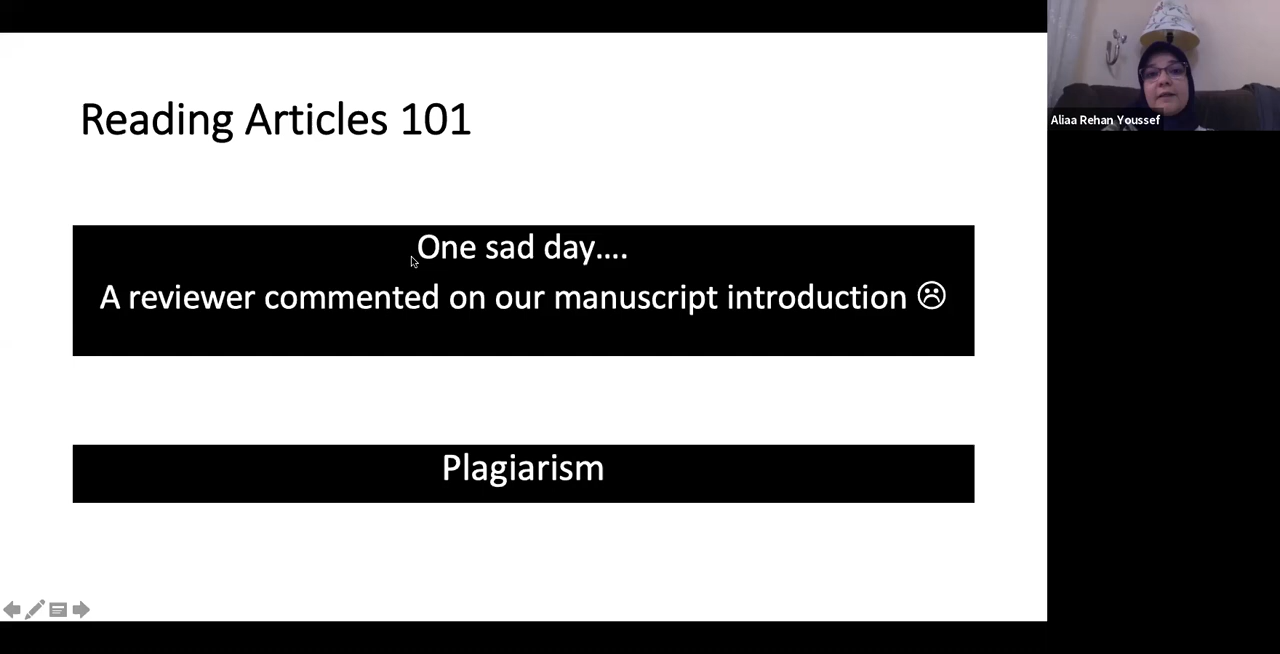 Reading Articles 101
One sad day....
A reviewer commented on our manuscript introduction ☹
Plagiarism
Aliaa Rehan Youssef